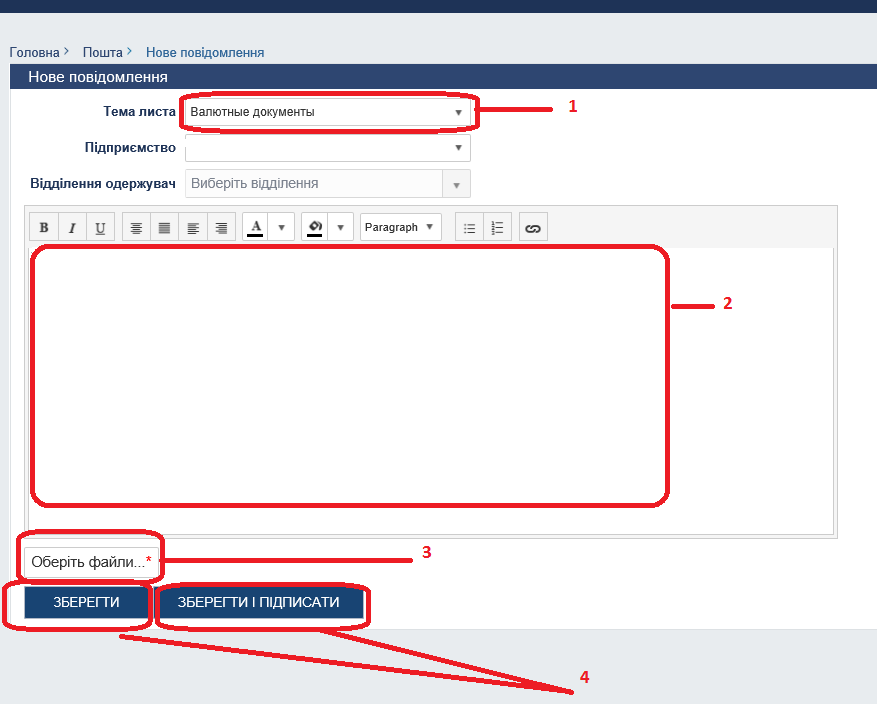 Головна > Пошта > Нове повідомлення
Нове повідомлення
Тема листа Валютные документы 1
Підприємство
Відділення одержувач Виберіть відділення
B I U A Paragraph
2
Оберіть файли...* 3
ЗБЕРЕГТИ ЗБЕРЕГТИ І ПІДПИСАТИ
4